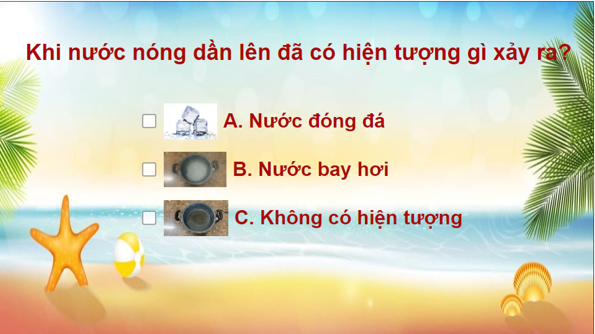 Khi nước nóng dần lên đã có hiện tượng gì xảy ra?
A. Nước đóng đá
B. Nước bay hơi
C. Không có hiện tượng